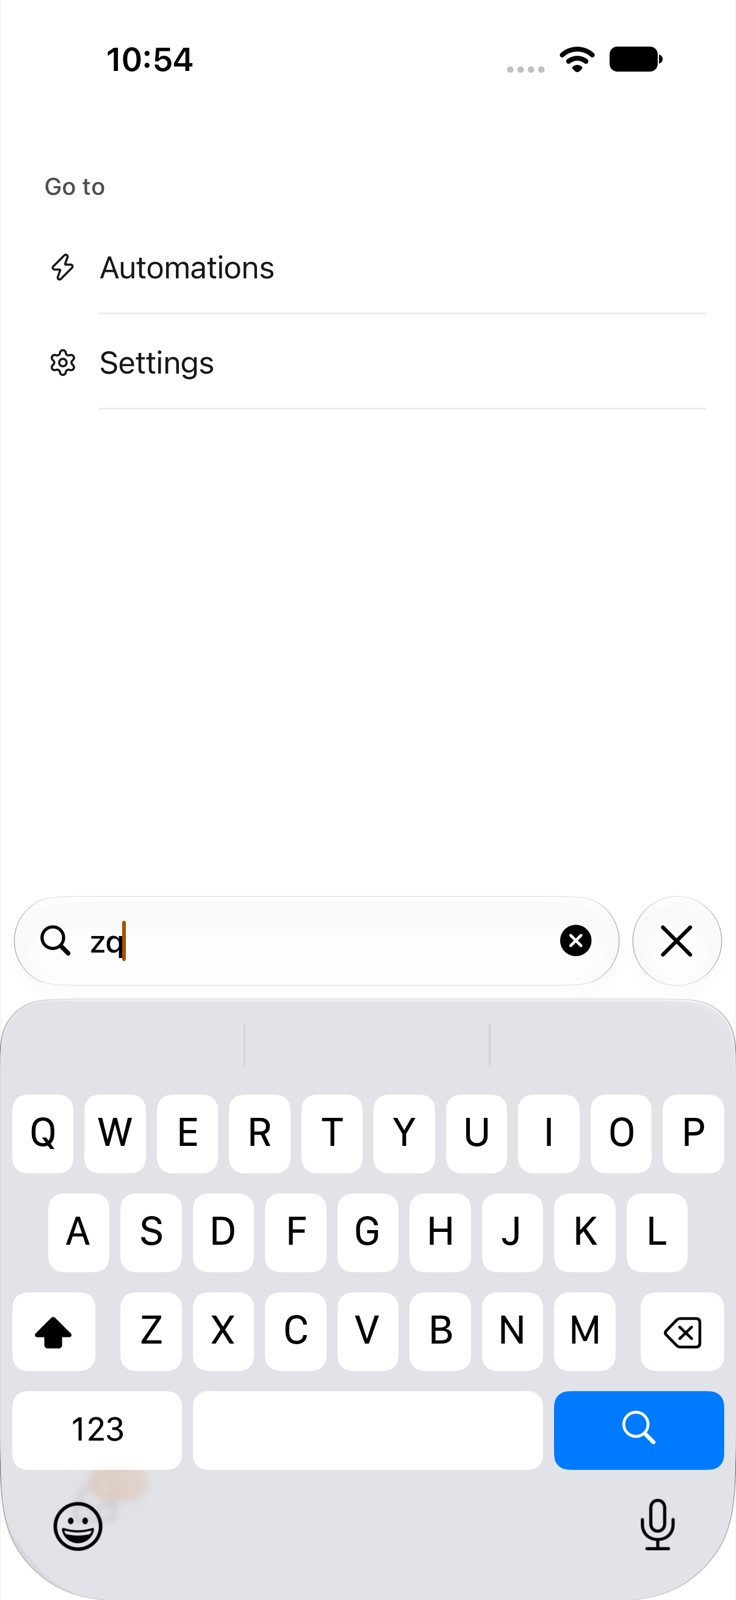 10:54
Go to
Automations
Settings
zq
Q W E R T Y U I O P
A S D F G H J K L
Z X C V B N M
123